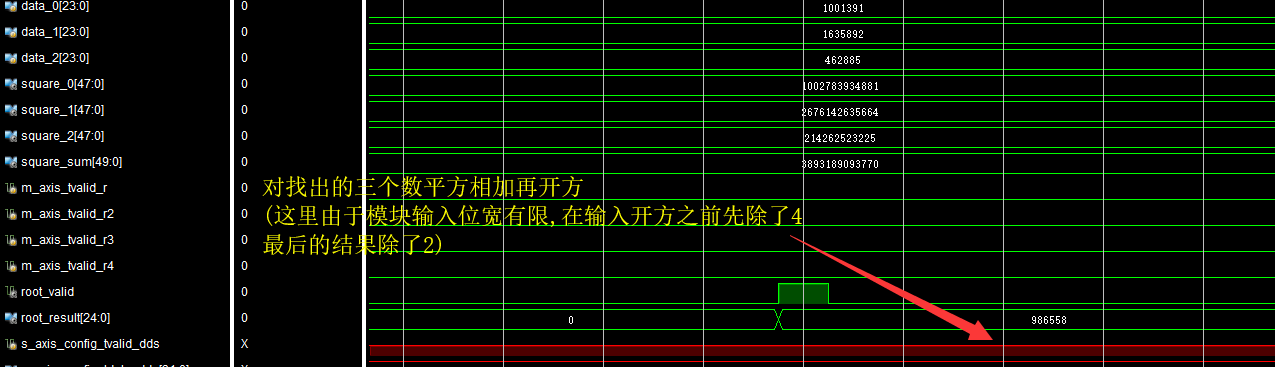 data_0[23:0] 0 1001391
data_1[23:0] 0 1635892
data_2[23:0] 0 462885
square_0[47:0] 0 1002783934881
square_1[47:0] 0 2676142635664
square_2[47:0] 0 214262523225
square_sum[49:0] 0 3893189093770
m_axis_tvalid_r 0
对找出的三个数平方相加再开方
m_axis_tvalid_r2 0
(这里由于模块输入位宽有限,在输入开方之前先除了4
m_axis_tvalid_r3 0
最后的结果除了2)
m_axis_tvalid_r4 0
root_valid 0
root_result[24:0] 0 0 986558
s_axis_config_tvalid_dds X